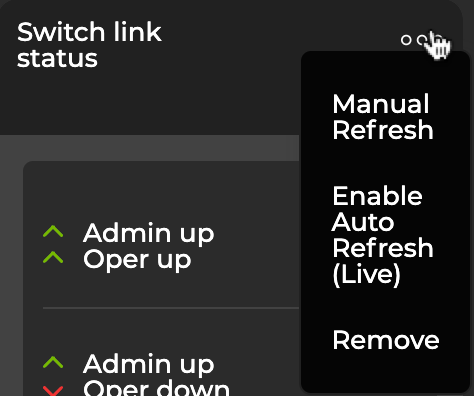 Switch link
status
Manual
Refresh
Enable
Auto
Refresh
(Live)
Remove
Admin up
Oper up
Admin up
Oper down